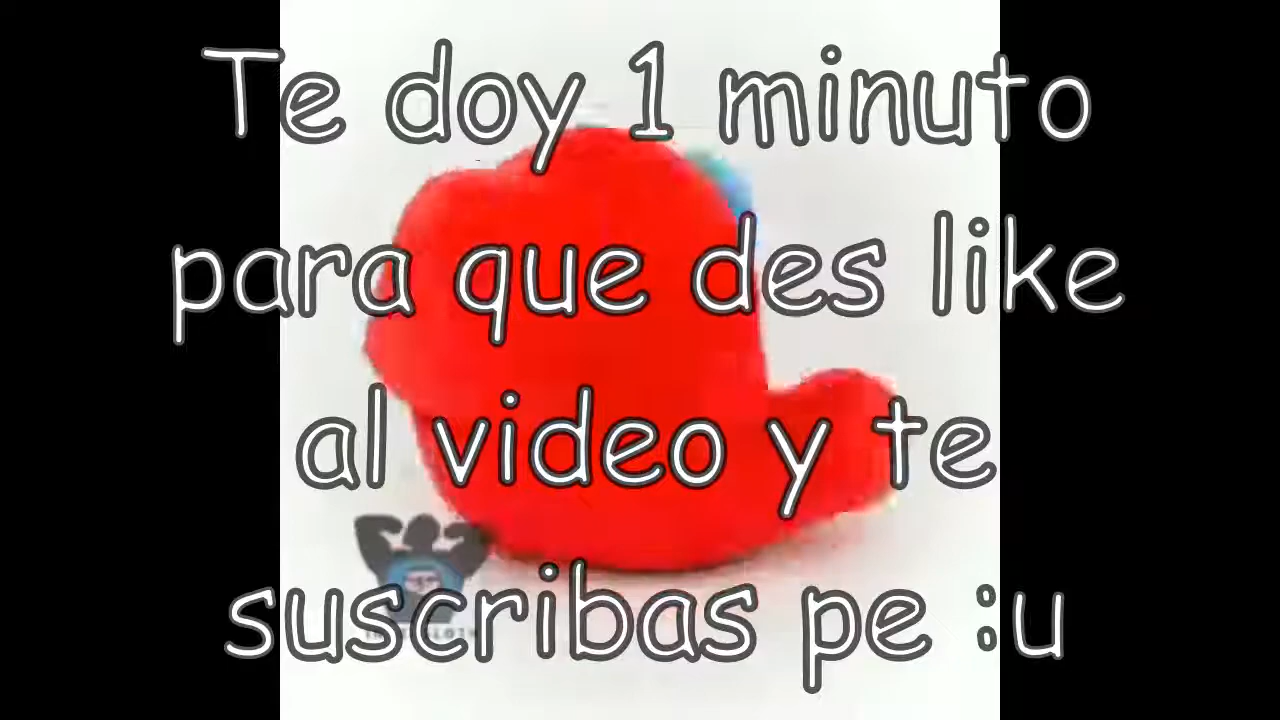 Te doy 1 minuto
para que des like
al video y te
suscribas pe :u